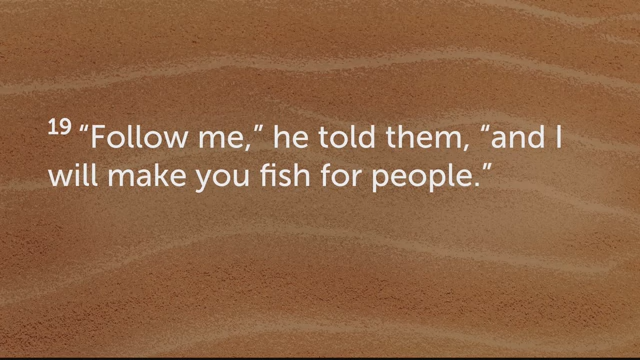 19 “Follow me,” he told them, “and I
will make you fish for people.”